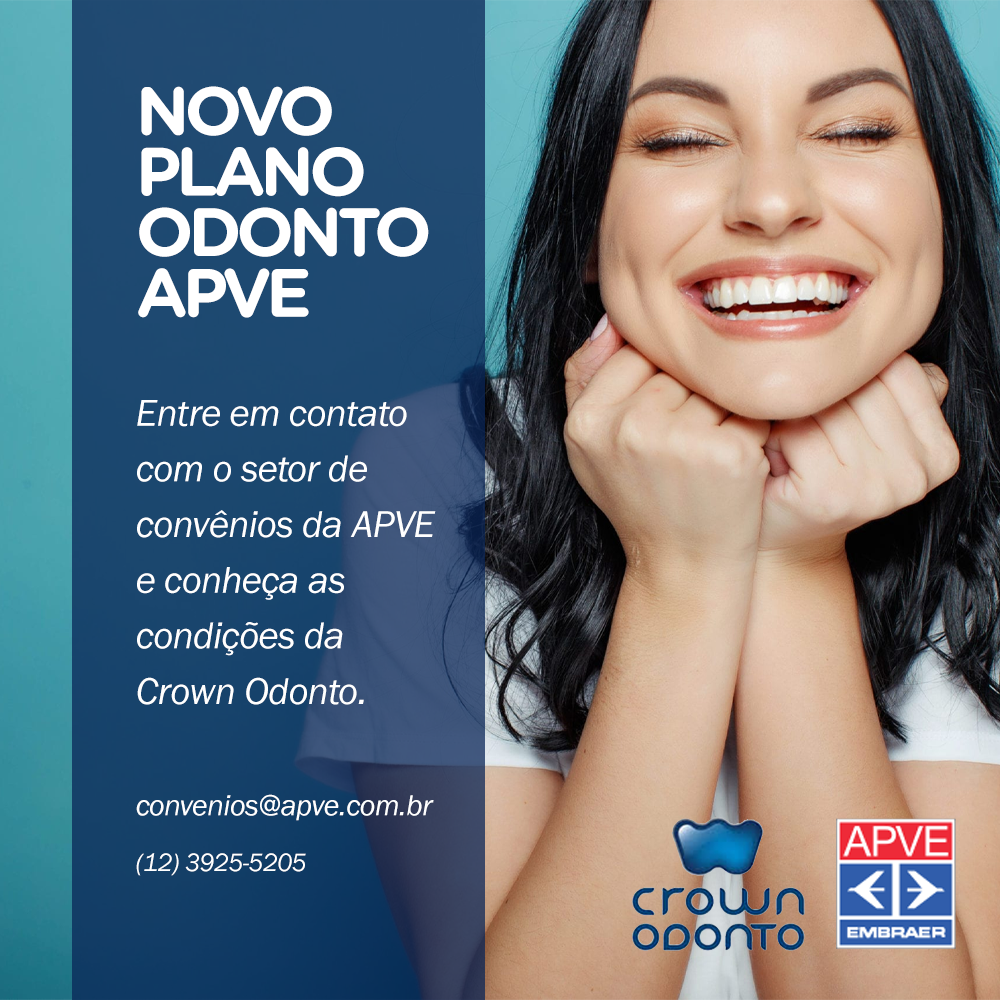 NOVO
PLANO
ODONTO
APVE
Entre em contato
com o setor de
convênios da APVE
e conheça as
condições da
Crown Odonto.
convenios@apve.com.br
(12) 3925-5205
crown
ODONTO
APVE
EMBRAER